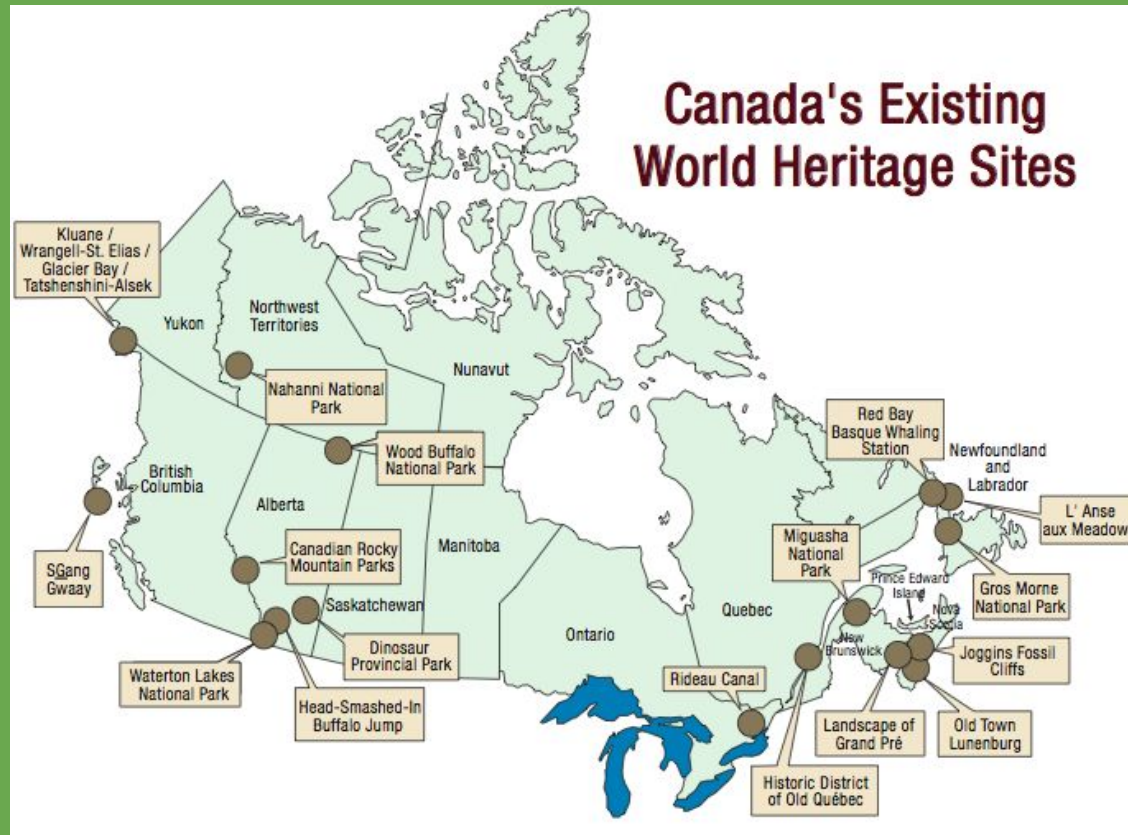 Canada's Existing
World Heritage Sites
Kluane /
Wrangell-St. Elias /
Glacier Bay /
Tatshenshini-Alsek
Yukon
Northwest
Territories
Nunavut
Nahanni National
Park
Wood Buffalo
National Park
British
Columbia
Alberta
SGang
Gwaay
Canadian Rocky
Mountain Parks
Manitoba
Saskatchewan
Dinosaur
Provincial Park
Waterton Lakes
National Park
Head-Smashed-In
Buffalo Jump
Ontario
Quebec
Red Bay
Basque Whaling
Station
Newfoundland
and
Labrador
L' Anse
aux Meadow
Miguasha
National
Park
Prince Edward
Island
Gros Morne
National Park
Nova
Scotia
New
Brunswick
Joggins Fossil
Cliffs
Rideau Canal
Landscape of
Grand Pré
Old Town
Lunenburg
Historic District
of Old Québec